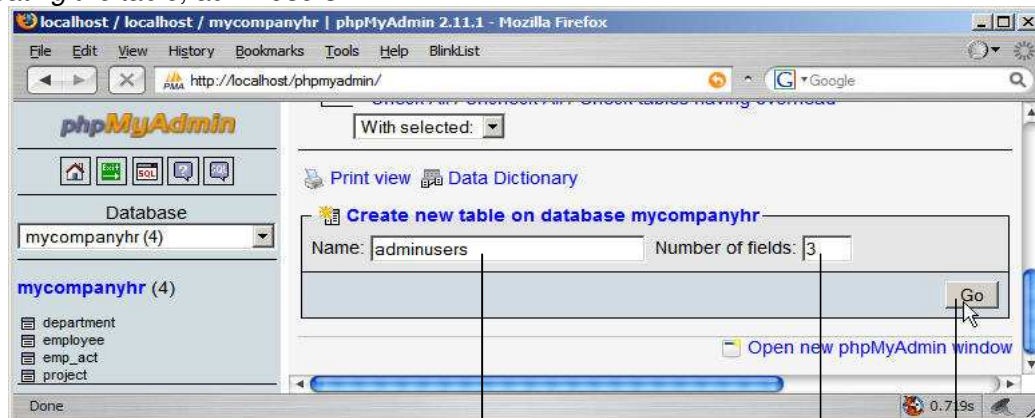 localhost / localhost / mycompanyhr | phpMyAdmin 2.11.1 - Mozilla Firefox
File Edit View History Bookmarks Tools Help BlinkList
http://localhost/phpmyadmin/
Google
phpMyAdmin
Database
mycompanyhr (4)
mycompanyhr (4)
department
employee
emp_act
project
With selected:
Print view Data Dictionary
Create new table on database mycompanyhr
Name: adminusers Number of fields: 3
Go
Open new phpMyAdmin window
Done 0.719s